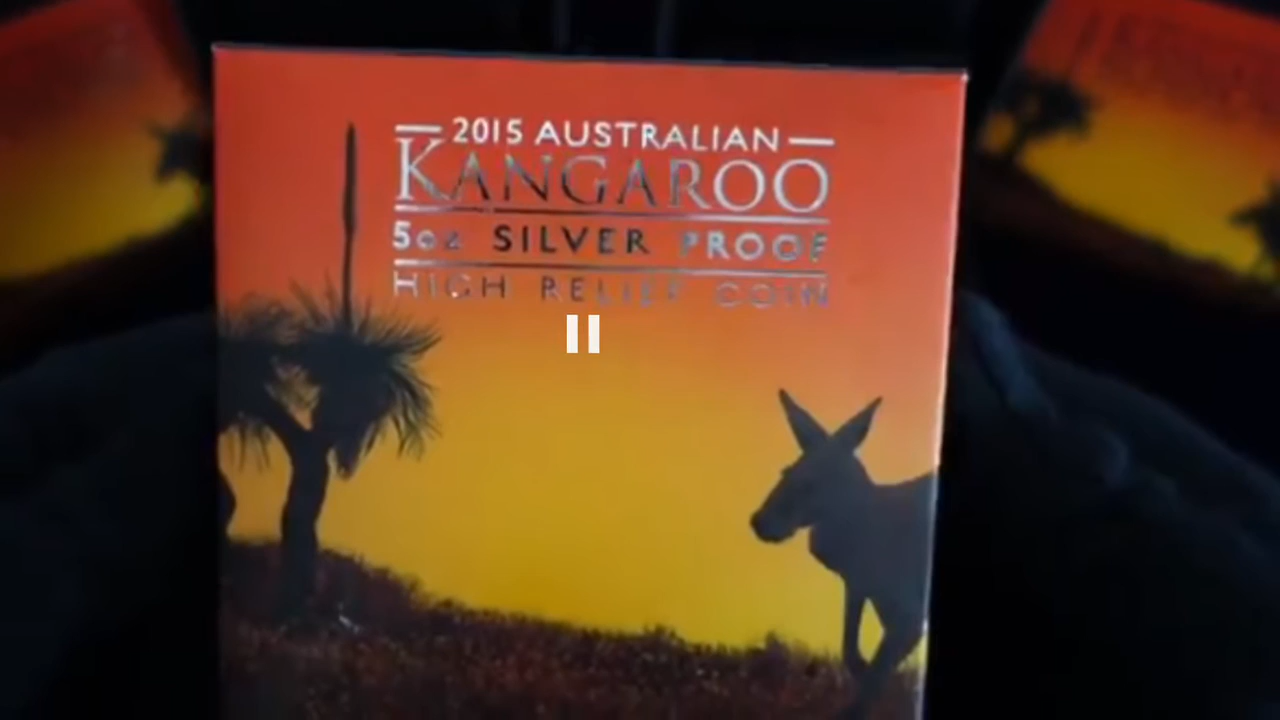 2015 AUSTRALIAN
KANGAROO
5oz SILVER PROOF
HIGH RELIEF COIN